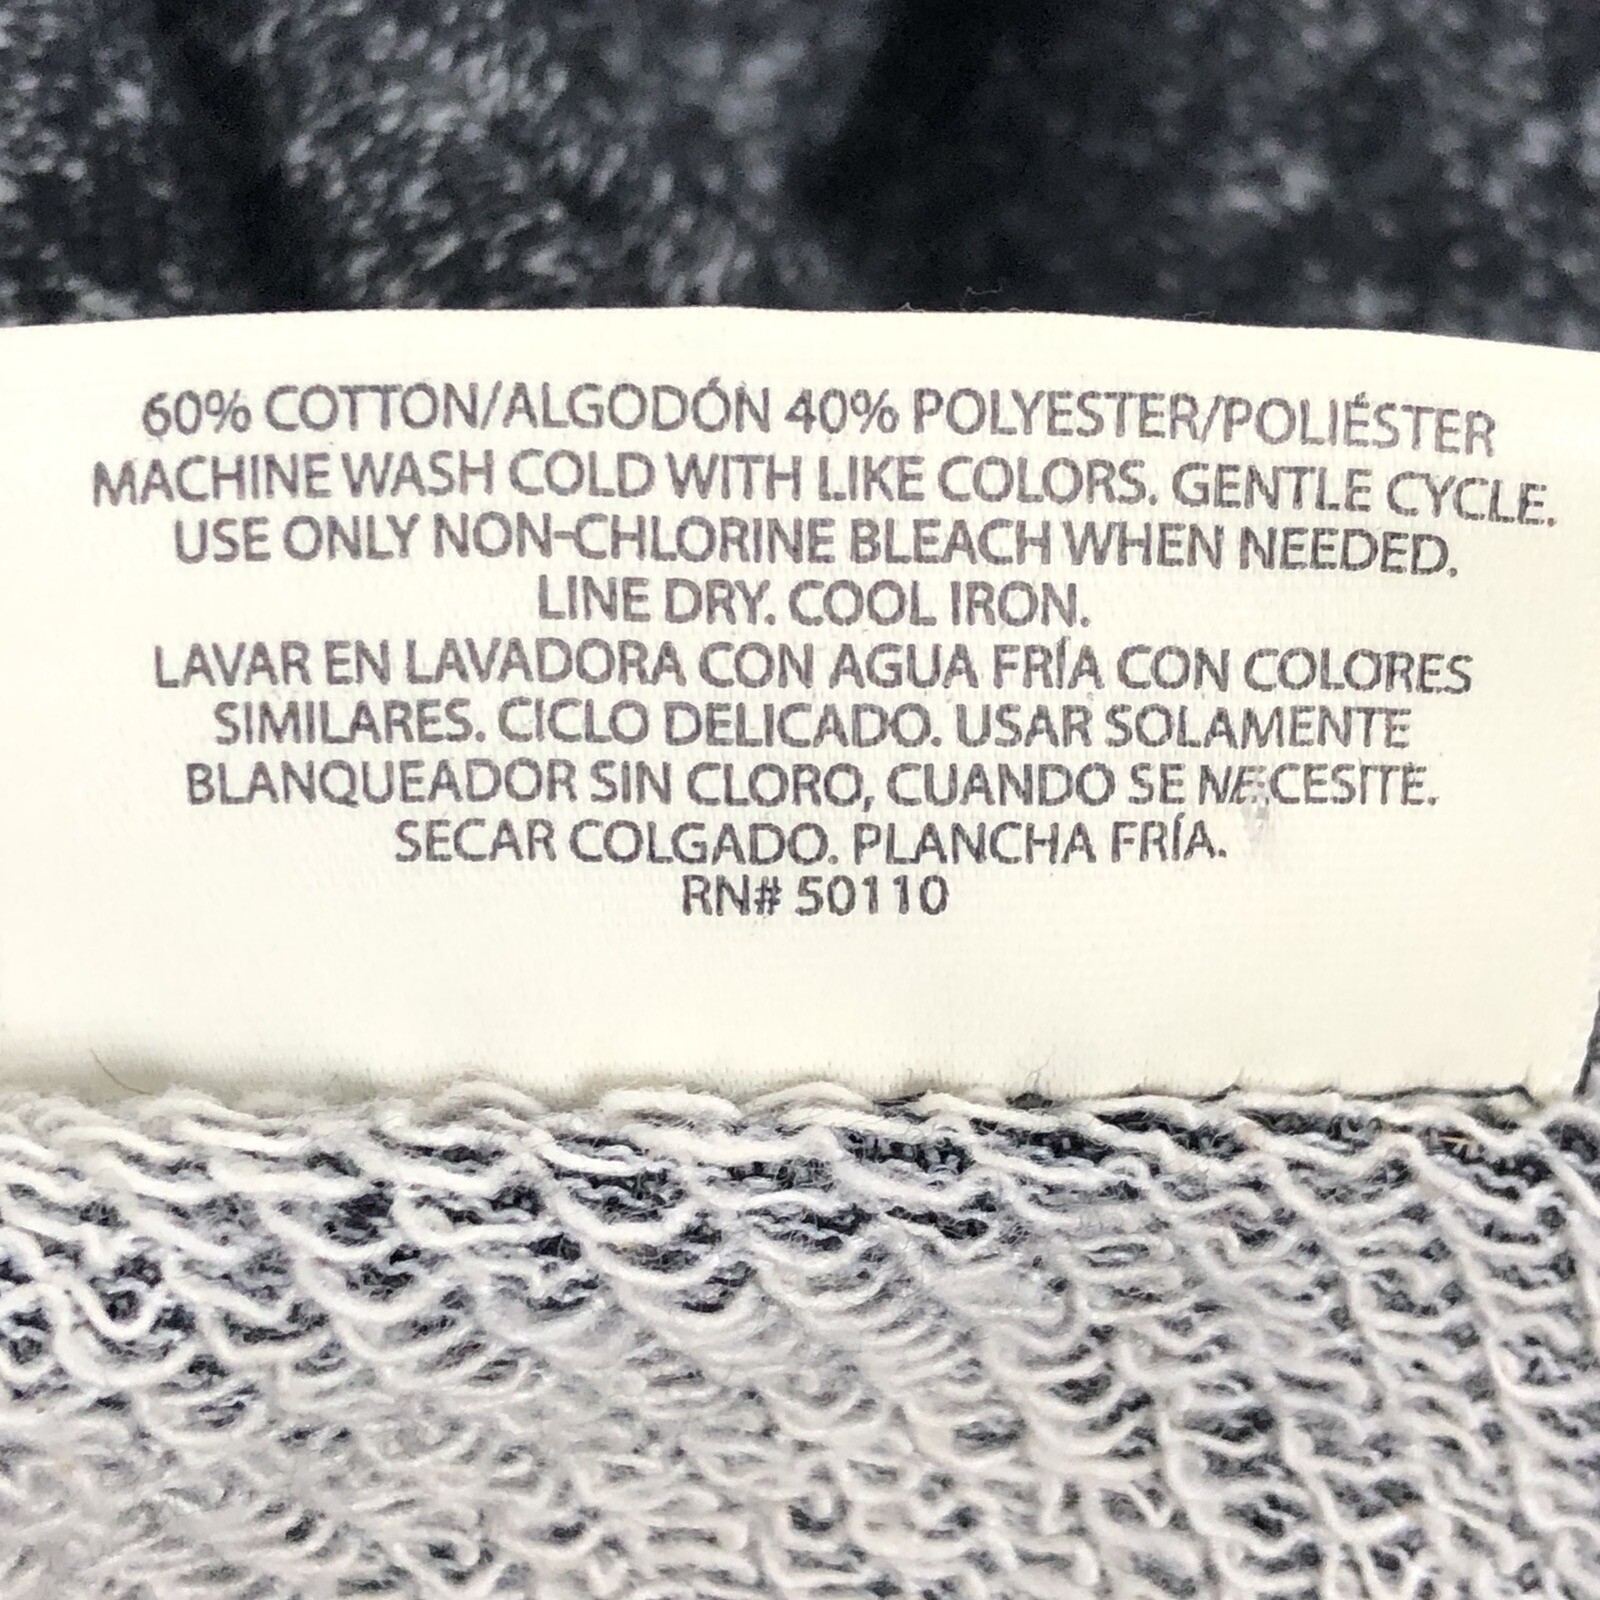 60% COTTON/ALGODÓN 40% POLYESTER/POLIÉSTER
MACHINE WASH COLD WITH LIKE COLORS. GENTLE CYCLE.
USE ONLY NON-CHLORINE BLEACH WHEN NEEDED.
LINE DRY. COOL IRON.
LAVAR EN LAVADORA CON AGUA FRÍA CON COLORES
SIMILARES. CICLO DELICADO. USAR SOLAMENTE
BLANQUEADOR SIN CLORO, CUANDO SE NECESITE.
SECAR COLGADO. PLANCHA FRÍA.
RN# 50110